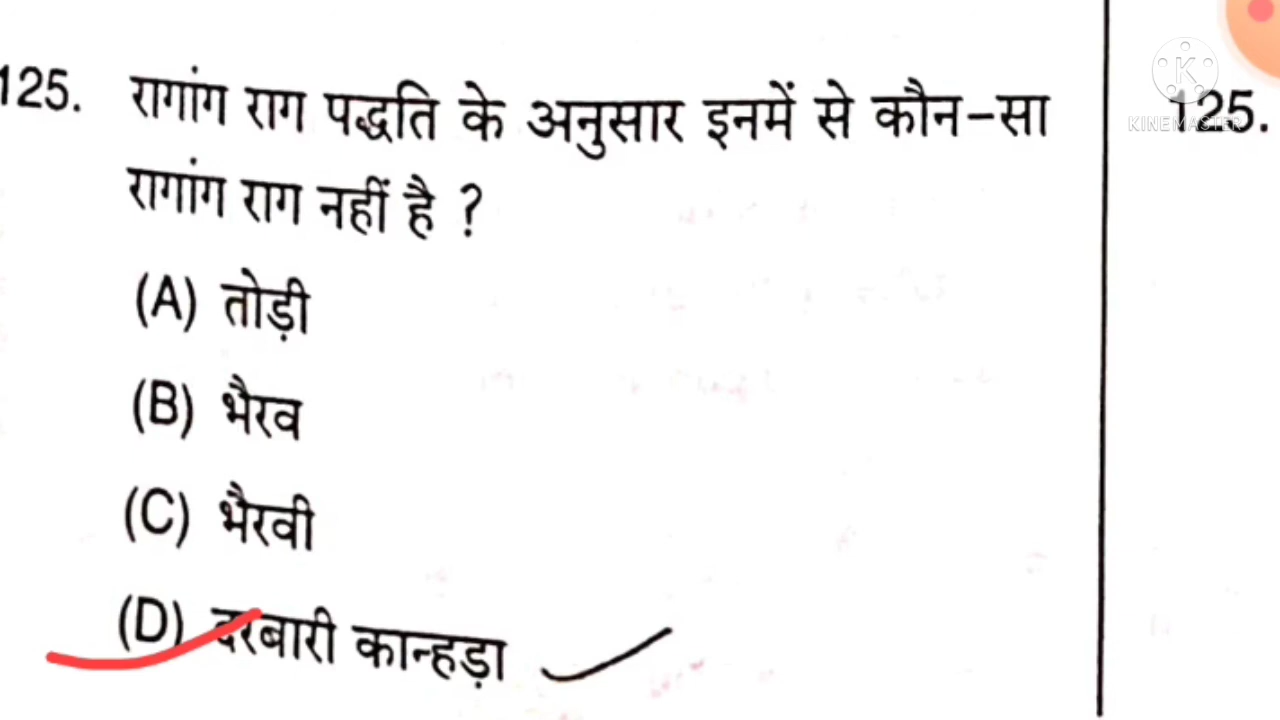 125. रागांग राग पद्धति के अनुसार इनमें से कौन-सा
रागांग राग नहीं है ?
(A) तोड़ी
(B) भैरव
(C) भैरवी
(D) दरबारी कान्हड़ा
125.
KINEMASTER